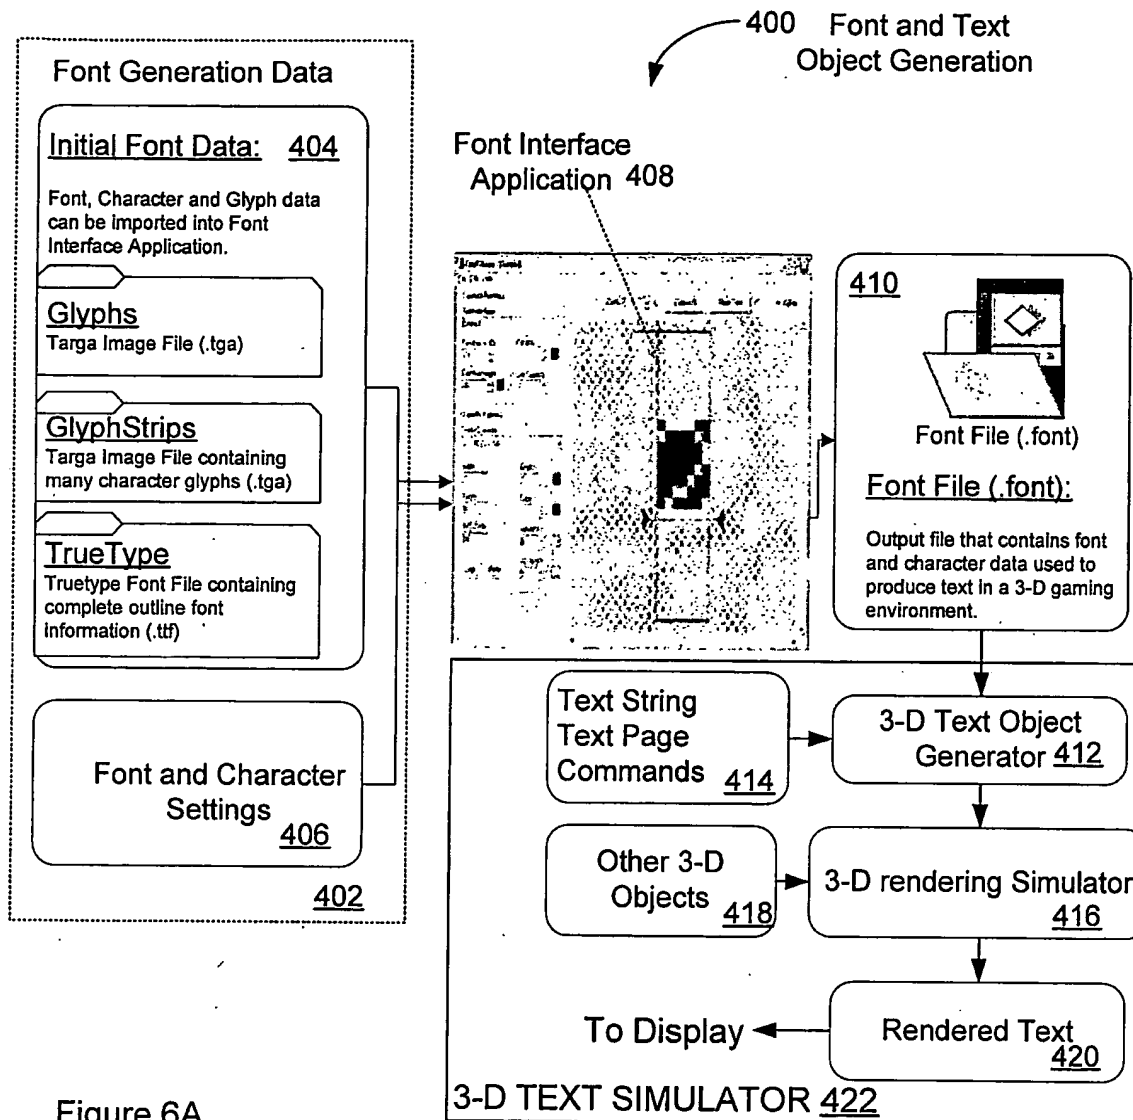 400 Font and Text
Object Generation
Font Generation Data
Initial Font Data: 404
Font, Character and Glyph data
can be imported into Font
Interface Application.
Glyphs
Targa Image File (.tga)
GlyphStrips
Targa Image File containing
many character glyphs (.tga)
TrueType
Truetype Font File containing
complete outline font
information (.ttf)
Font and Character
Settings
406
402
Font Interface
Application 408
410
Font File (.font)
Font File (.font):
Output file that contains font
and character data used to
produce text in a 3-D gaming
environment.
Text String
Text Page
Commands 414
3-D Text Object
Generator 412
Other 3-D
Objects 418
3-D rendering Simulator
416
To Display
Rendered Text
420
3-D TEXT SIMULATOR 422
Figure 6A